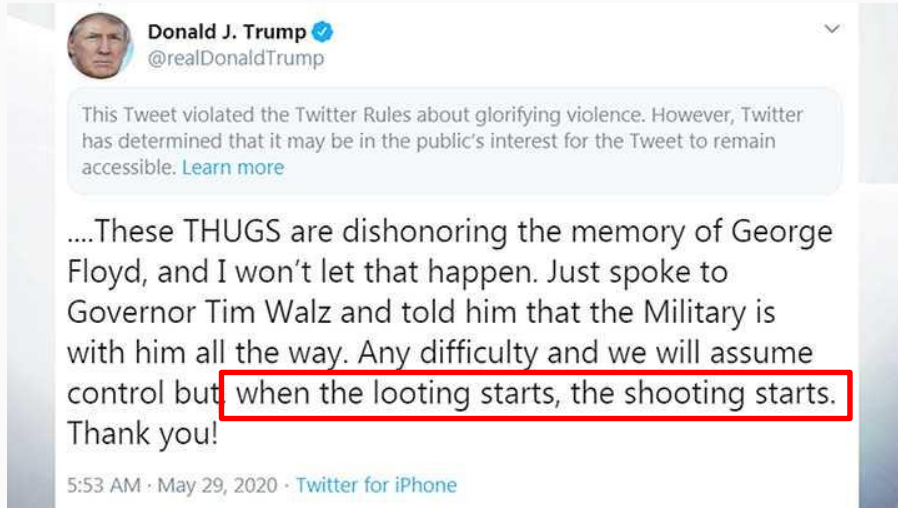 Donald J. Trump
@realDonaldTrump
This Tweet violated the Twitter Rules about glorifying violence. However, Twitter
has determined that it may be in the public's interest for the Tweet to remain
accessible. Learn more
....These THUGS are dishonoring the memory of George
Floyd, and I won't let that happen. Just spoke to
Governor Tim Walz and told him that the Military is
with him all the way. Any difficulty and we will assume
control but, when the looting starts, the shooting starts.
Thank you!
5:53 AM · May 29, 2020 · Twitter for iPhone